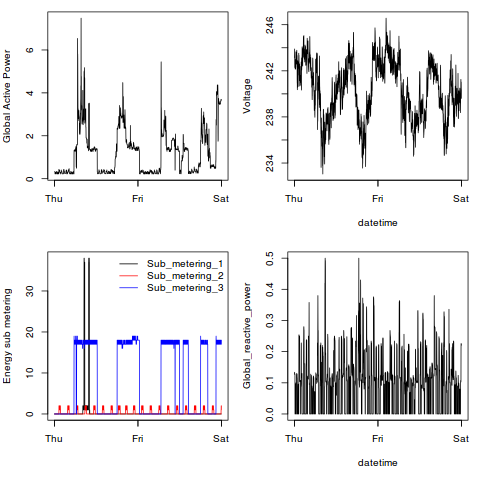 Global Active Power
6
4
2
0
Thu Fri Sat
Voltage
246
242
238
234
Thu Fri Sat
datetime
Energy sub metering
30
20
10
0
Sub_metering_1
Sub_metering_2
Sub_metering_3
Thu Fri Sat
Global_reactive_power
0.5
0.4
0.3
0.2
0.1
0.0
Thu Fri Sat
datetime